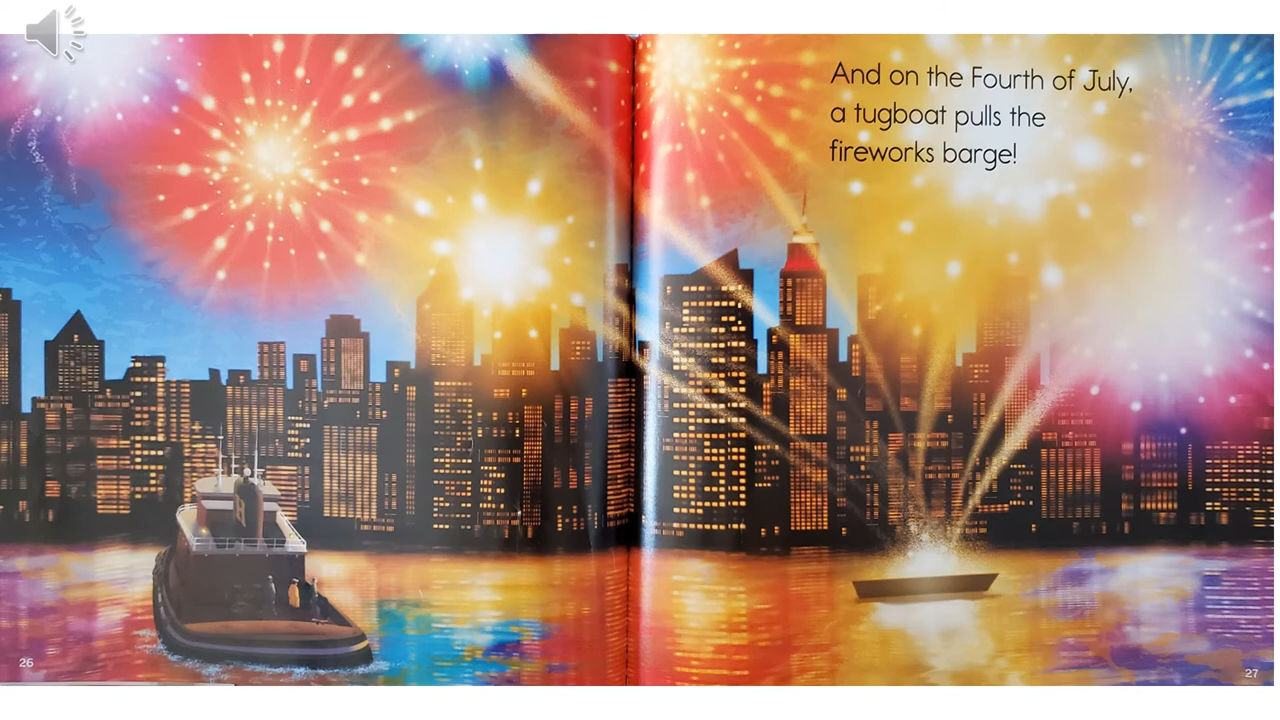 And on the Fourth of July,
a tugboat pulls the
fireworks barge!
H
26
27